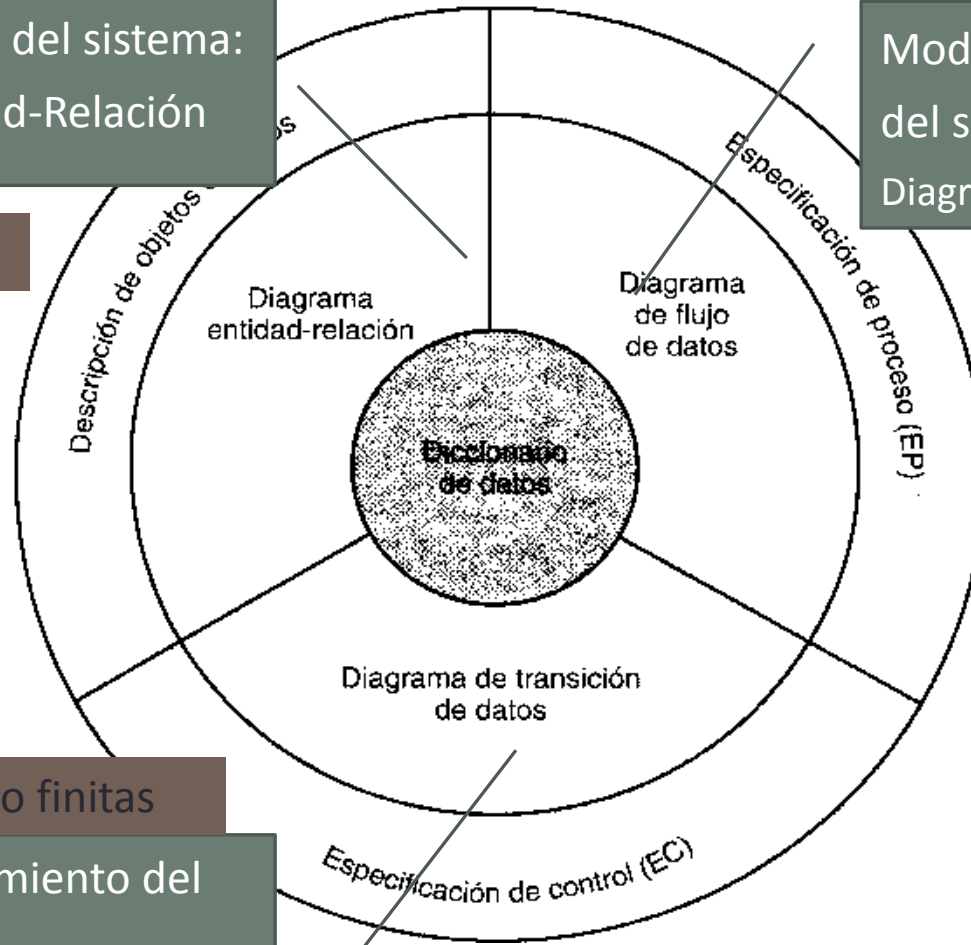 del sistema:
d-Relación
Mod
del s
Diagr
Descripción de objetos
os
Especificación de proceso (EP)
Diagrama
entidad-relación
Diagrama
de flujo
de datos
Diccionario
de datos
Diagrama de transición
de datos
o finitas
miento del
Especificación de control (EC)